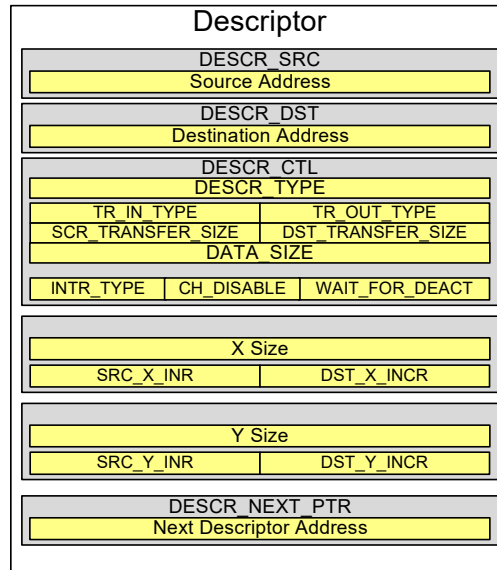 Descriptor
DESCR_SRC
Source Address
DESCR_DST
Destination Address
DESCR_CTL
DESCR_TYPE
TR_IN_TYPE TR_OUT_TYPE
SCR_TRANSFER_SIZE DST_TRANSFER_SIZE
DATA_SIZE
INTR_TYPE CH_DISABLE WAIT_FOR_DEACT
X Size
SRC_X_INR DST_X_INCR
Y Size
SRC_Y_INR DST_Y_INCR
DESCR_NEXT_PTR
Next Descriptor Address